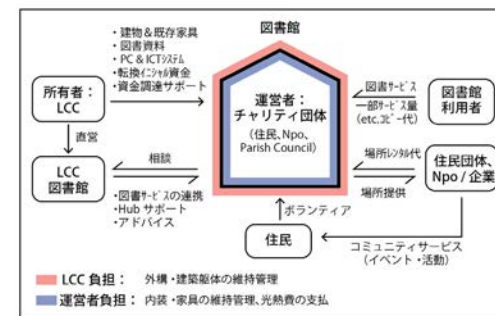 図書館
・建物&既存家具
・図書資料
・PC & ICTシステム
・転換イニシャル資金
・資金調達サポート
所有者：
LCC
直営
LCC
図書館
相談
・図書サービスの連携
・Hub サポート
・アドバイス
運営者：
チャリティ団体
（住民、Npo、
Parish Council）
図書サービス
一部サービス量
(etc.コピー代)
図書館
利用者
場所レンタル代
場所提供
住民団体、
Npo / 企業
ボランティア
住民
コミュニティサービス
（イベント・活動）
LCC 負担： 外構・建築躯体の維持管理
運営者負担： 内装・家具の維持管理、光熱費の支払